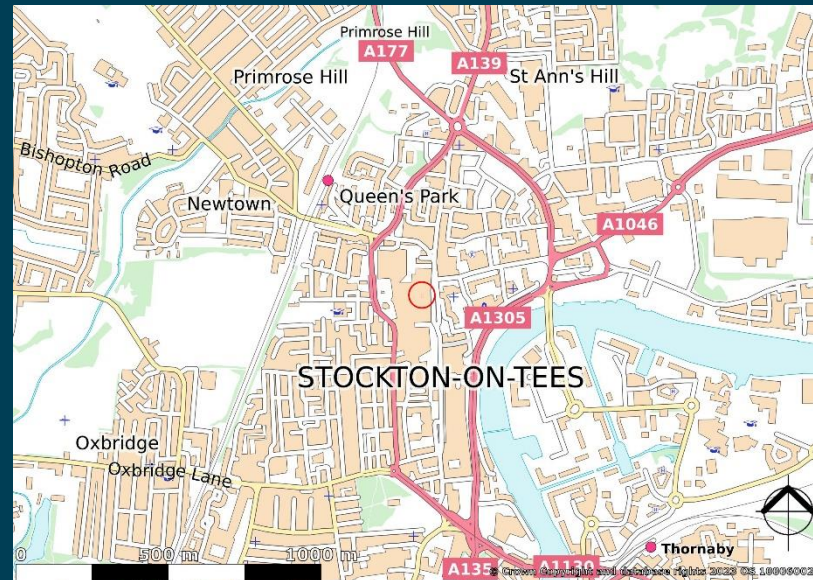 Primrose Hill
A177
A139
Primrose Hill
St Ann's Hill
Bishopton Road
Queen's Park
Newtown
A1046
A1305
STOCKTON-ON-TEES
Oxbridge
Oxbridge Lane
0 500 m 1000 m
Thornaby
A135
© Crown copyright and database rights 2023 OS